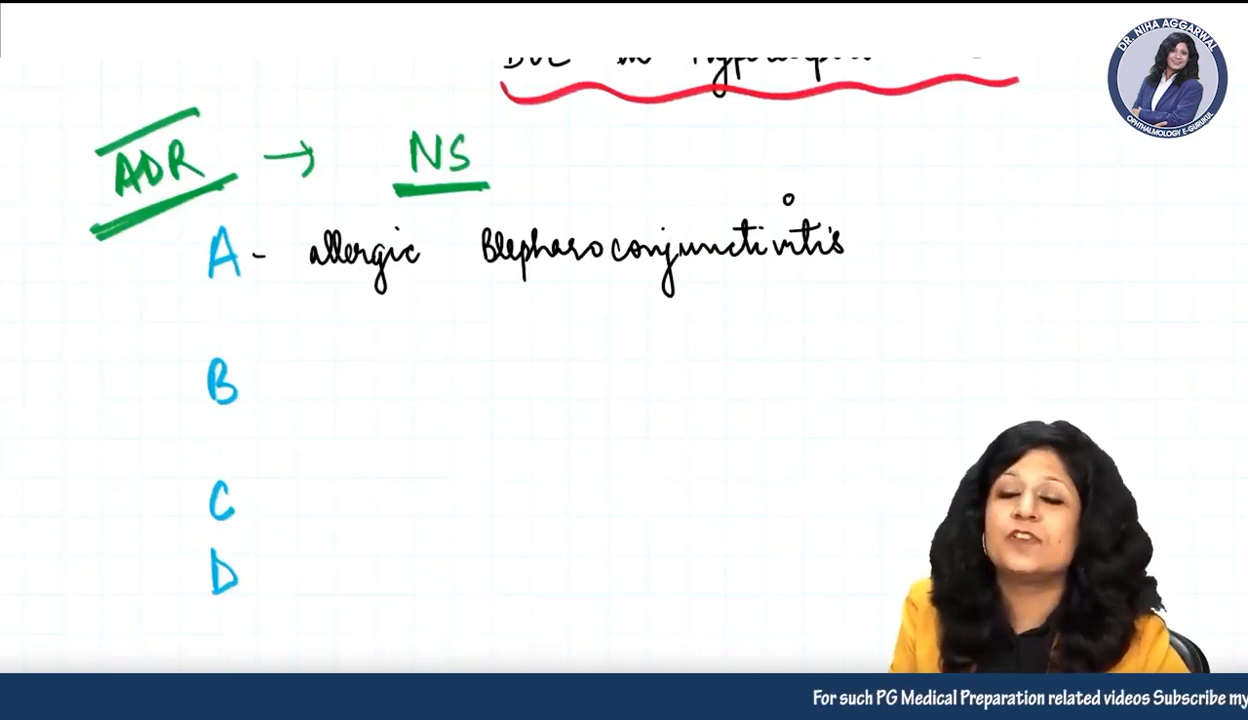 ADR → NS
A - allergic Blepharoconjunctivitis
B
C
D
DR. NIHA AGGARWAL
OPHTHALMOLOGY E-GURUKUL
For such PG Medical Preparation related videos Subscribe my